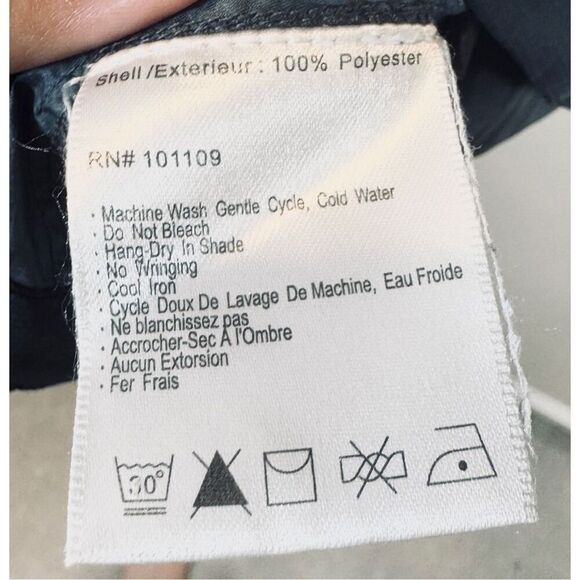 Shell/Exterieur: 100% Polyester
RN# 101109
· Machine Wash Gentle Cycle, Cold Water
· Do Not Bleach
· Hang-Dry In Shade
· No Wringing
· Cool Iron
· Cycle Doux De Lavage De Machine, Eau Froide
· Ne blanchissez pas
· Accrocher-Sec A l'Ombre
· Aucun Extorsion
· Fer Frais
30°